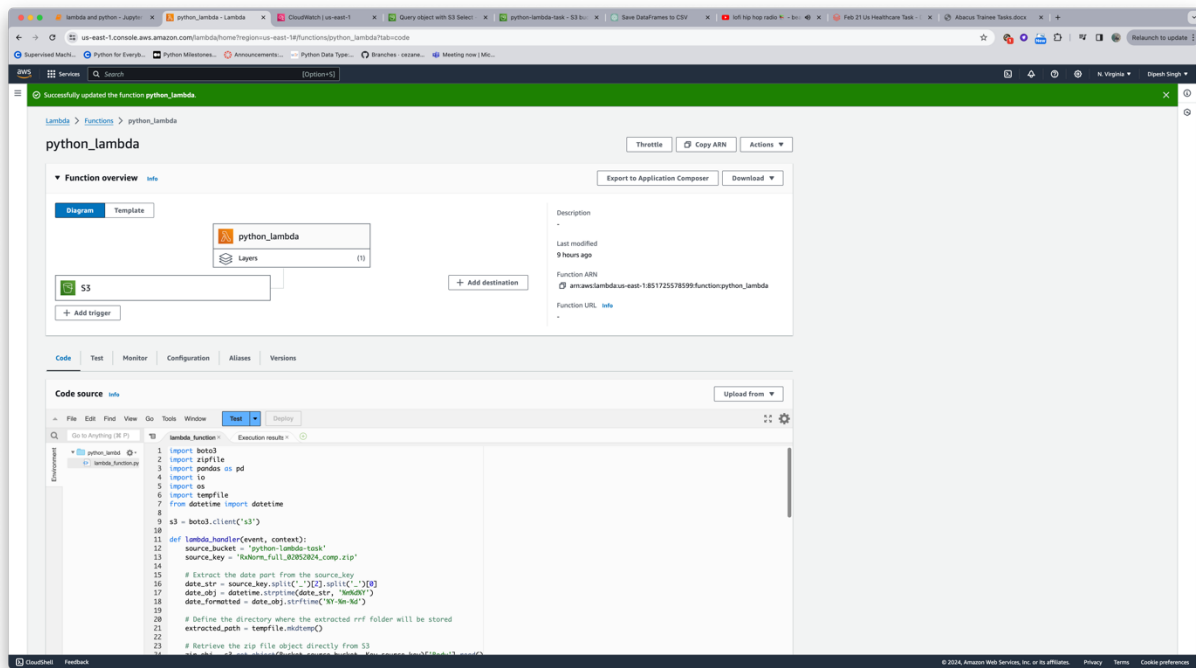 lambda and python - Jupyter
python_lambda - Lambda
CloudWatch | us-east-1
Query object with S3 Select
python-lambda-task - S3 bu
Save DataFrames to CSV
lofi hip hop radio
Feb 21 Us Healthcare Task -
Abacus Trainee Tasks.docx
us-east-1.console.aws.amazon.com/lambda/home?region=us-east-1#/functions/python_lambda?tab=code
New
Relaunch to update
Supervised Machi...
Python for Everyb...
Python Milestones...
Announcements:...
Python Data Type:...
Branches · cezane...
Meeting now | Mic...
aws
Services
Search
[Option+S]
N. Virginia
Dipesh Singh
Successfully updated the function python_lambda.
Lambda > Functions > python_lambda
python_lambda
Throttle
Copy ARN
Actions
Function overview Info
Export to Application Composer
Download
Diagram
Template
python_lambda
Layers (1)
S3
+ Add trigger
+ Add destination
Description
-
Last modified
9 hours ago
Function ARN
arn:aws:lambda:us-east-1:851725578599:function:python_lambda
Function URL Info
-
Code Test Monitor Configuration Aliases Versions
Code source Info
Upload from
File Edit Find View Go Tools Window Test Deploy
Go to Anything (⌘ P)
lambda_function
Execution results
Environment
python_lambd
lambda_function.py
1 import boto3
2 import zipfile
3 import pandas as pd
4 import io
5 import os
6 import tempfile
7 from datetime import datetime
8
9 s3 = boto3.client('s3')
10
11 def lambda_handler(event, context):
12 source_bucket = 'python-lambda-task'
13 source_key = 'RxNorm_full_02052024_comp.zip'
14
15 # Extract the date part from the source_key
16 date_str = source_key.split('_')[2].split('_')[0]
17 date_obj = datetime.strptime(date_str, '%m%d%Y')
18 date_formatted = date_obj.strftime('%Y-%m-%d')
19
20 # Define the directory where the extracted rrf folder will be stored
21 extracted_path = tempfile.mkdtemp()
22
23 # Retrieve the zip file object directly from S3
24 zip_obj = s3.get_object(Bucket=source_bucket, Key=source_key)['Body'].read()
CloudShell
Feedback
© 2024, Amazon Web Services, Inc. or its affiliates.
Privacy
Terms
Cookie preferences